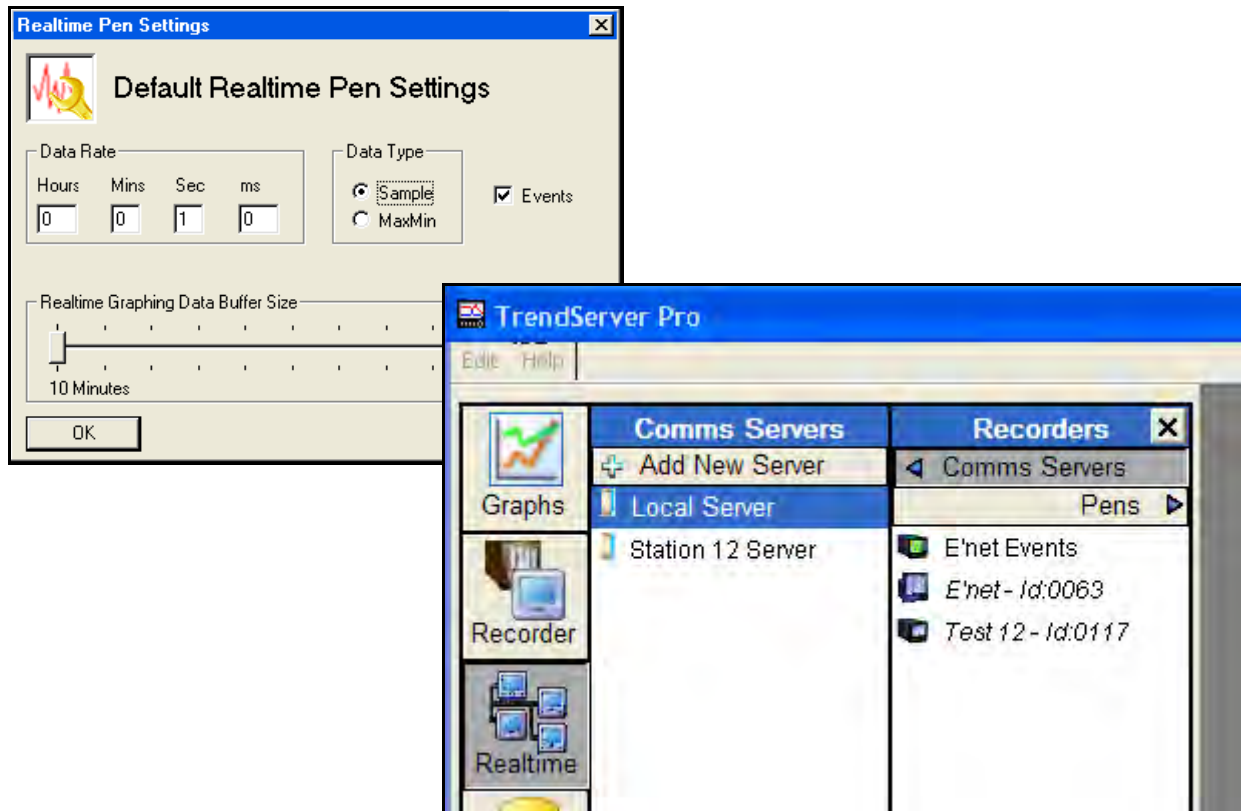 Realtime Pen Settings
Default Realtime Pen Settings
Data Rate
Hours Mins Sec ms
0 0 1 0
Data Type
Sample
MaxMin
Events
Realtime Graphing Data Buffer Size
10 Minutes
OK
TrendServer Pro
Edit Help
Graphs
Recorder
Realtime
Comms Servers
Add New Server
Local Server
Station 12 Server
Recorders
Comms Servers
Pens
E'net Events
E'net - Id:0063
Test 12 - Id:0117